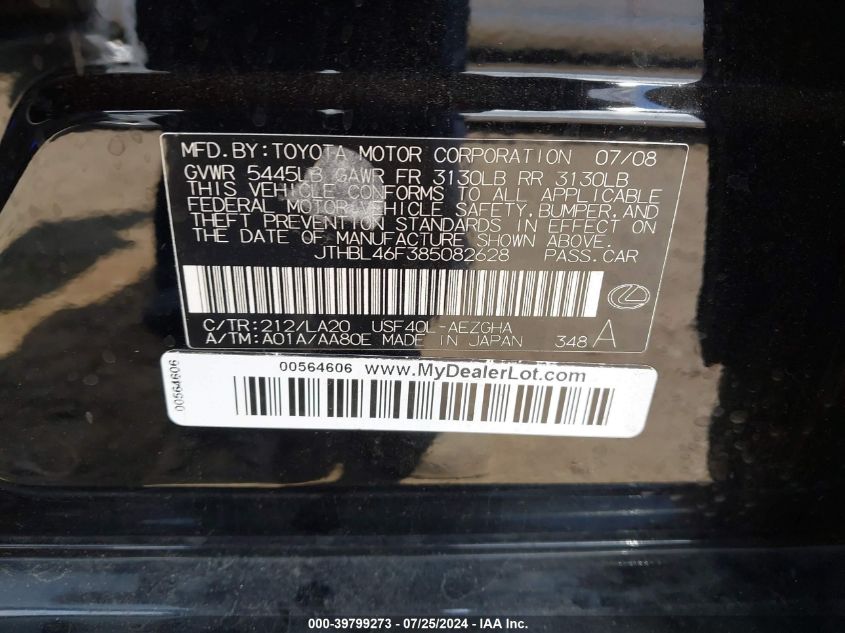 MFD.BY:TOYOTA MOTOR CORPORATION 07/08
GVWR 5445LB GAWR FR 3130LB RR 3130LB
THIS VEHICLE CONFORMS TO ALL APPLICABLE
FEDERAL MOTOR VEHICLE SAFETY,BUMPER,AND
THEFT PREVENTION STANDARDS IN EFFECT ON
THE DATE OF MANUFACTURE SHOWN ABOVE.
JTHBL46F385082628 PASS.CAR
C/TR:212/LA20 USF40L-AEZGHA
A/TM:A01A/AA80E MADE IN JAPAN 348 A
00564606
00564606 www.MyDealerLot.com
000-39799273 - 07/25/2024 - IAA Inc.